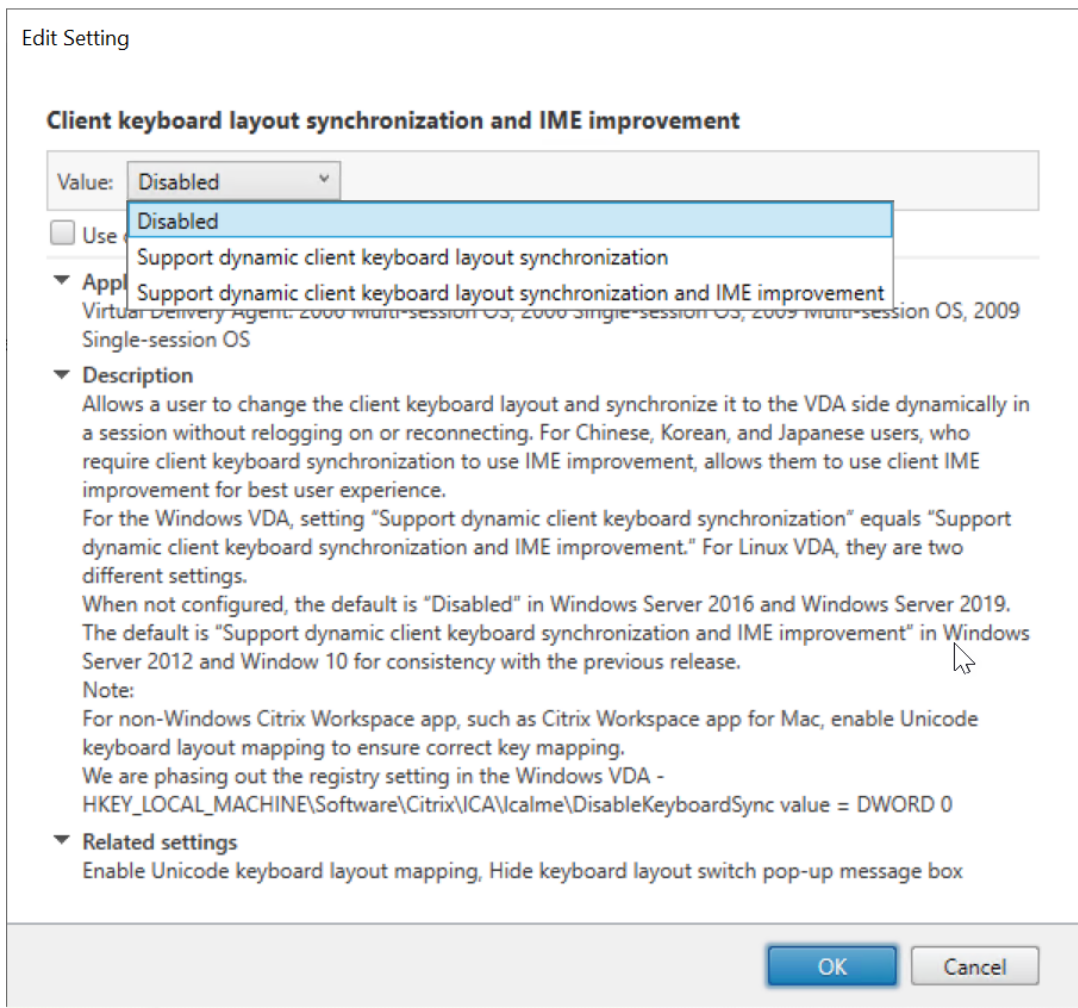 Edit Setting
Client keyboard layout synchronization and IME improvement
Value: Disabled
Disabled
Use
Support dynamic client keyboard layout synchronization
Appl
Support dynamic client keyboard layout synchronization and IME improvement
Virtual Delivery Agent: 2006 Multi-session OS, 2006 Single-session OS, 2009 Multi-session OS, 2009
Single-session OS
Description
Allows a user to change the client keyboard layout and synchronize it to the VDA side dynamically in
a session without relogging on or reconnecting. For Chinese, Korean, and Japanese users, who
require client keyboard synchronization to use IME improvement, allows them to use client IME
improvement for best user experience.
For the Windows VDA, setting “Support dynamic client keyboard synchronization” equals “Support
dynamic client keyboard synchronization and IME improvement.” For Linux VDA, they are two
different settings.
When not configured, the default is “Disabled” in Windows Server 2016 and Windows Server 2019.
The default is “Support dynamic client keyboard synchronization and IME improvement” in Windows
Server 2012 and Window 10 for consistency with the previous release.
Note:
For non-Windows Citrix Workspace app, such as Citrix Workspace app for Mac, enable Unicode
keyboard layout mapping to ensure correct key mapping.
We are phasing out the registry setting in the Windows VDA -
HKEY_LOCAL_MACHINE\Software\Citrix\ICA\IcaIme\DisableKeyboardSync value = DWORD 0
Related settings
Enable Unicode keyboard layout mapping, Hide keyboard layout switch pop-up message box
OK
Cancel